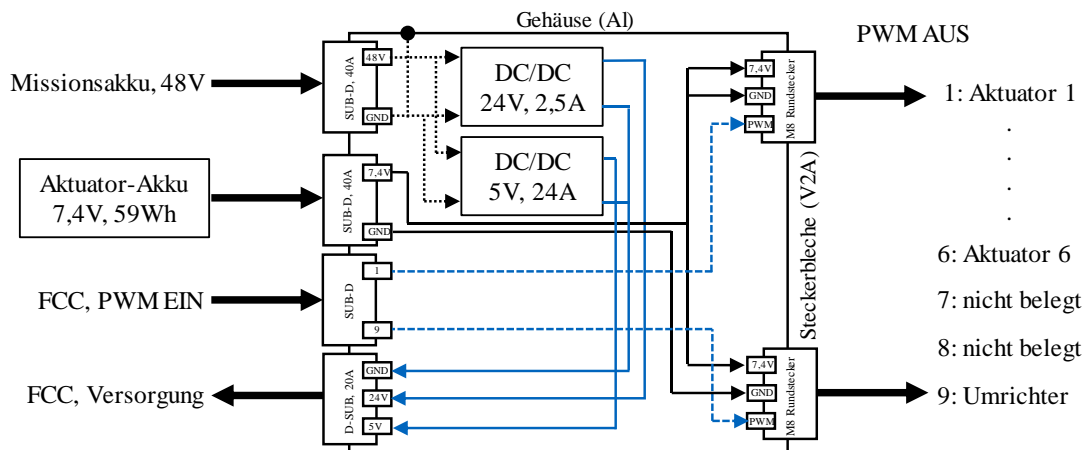 Gehäuse (Al)
PWM AUS
Missionsakku, 48V
SUB-D, 40A
48V
GND
DC/DC
24V, 2,5A
7,4V
GND
PWM
M8 Rundstecker
1: Aktuator 1
.
.
.
.
DC/DC
5V, 24A
Aktuator-Akku
7,4V, 59Wh
SUB-D, 40A
7,4V
GND
Steckerbleche (V2A)
6: Aktuator 6
7: nicht belegt
8: nicht belegt
9: Umrichter
FCC, PWM EIN
SUB-D
1
9
FCC, Versorgung
D-SUB, 20A
GND
24V
5V
7,4V
GND
PWM
M8 Rundstecker